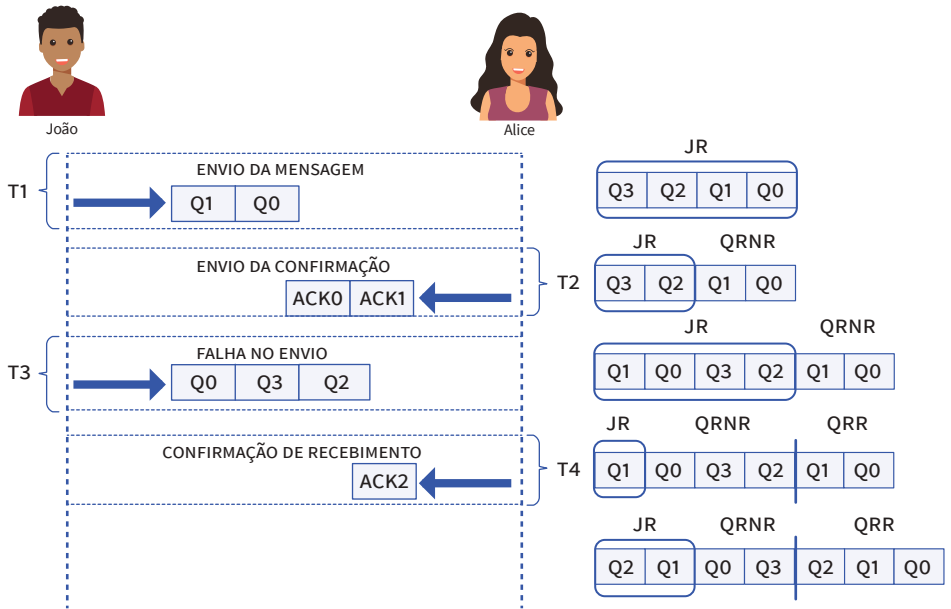 João
Alice
JR
T1
ENVIO DA MENSAGEM
Q1 Q0
Q3 Q2 Q1 Q0
JR QRNR
ENVIO DA CONFIRMAÇÃO
ACK0 ACK1
T2
Q3 Q2 Q1 Q0
JR QRNR
T3
FALHA NO ENVIO
Q0 Q3 Q2
Q1 Q0 Q3 Q2 Q1 Q0
JR QRNR QRR
CONFIRMAÇÃO DE RECEBIMENTO
ACK2
T4
Q1 Q0 Q3 Q2 Q1 Q0
JR QRNR QRR
Q2 Q1 Q0 Q3 Q2 Q1 Q0